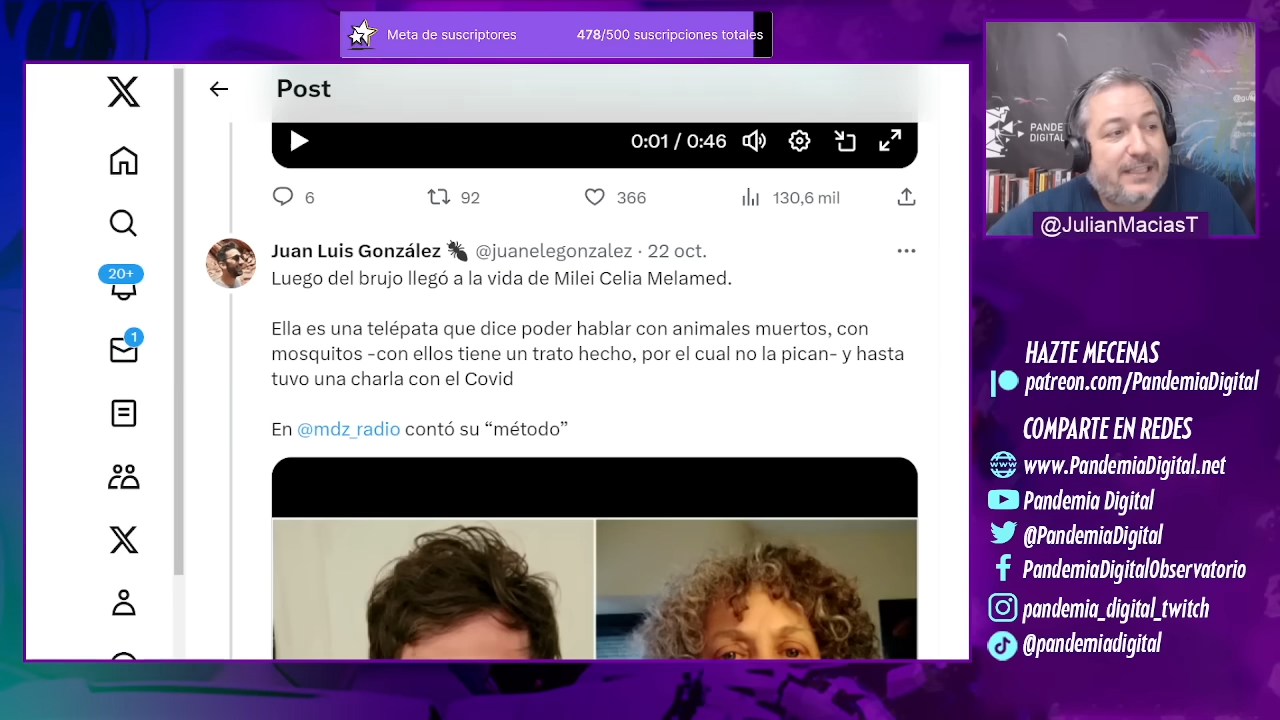 Meta de suscriptores
478/500 suscripciones totales
Post
0:01 / 0:46
6
92
366
130,6 mil
20+
1
Juan Luis González 🐜 @juanelegonzalez · 22 oct.
Luego del brujo llegó a la vida de Milei Celia Melamed.
Ella es una telépata que dice poder hablar con animales muertos, con
mosquitos -con ellos tiene un trato hecho, por el cual no la pican- y hasta
tuvo una charla con el Covid
En @mdz_radio contó su “método”
@JulianMaciasT
HAZTE MECENAS
patreon.com/PandemiaDigital
COMPARTE EN REDES
www.PandemiaDigital.net
Pandemia Digital
@PandemiaDigital
PandemiaDigitalObservatorio
pandemia_digital_twitch
@pandemiadigital